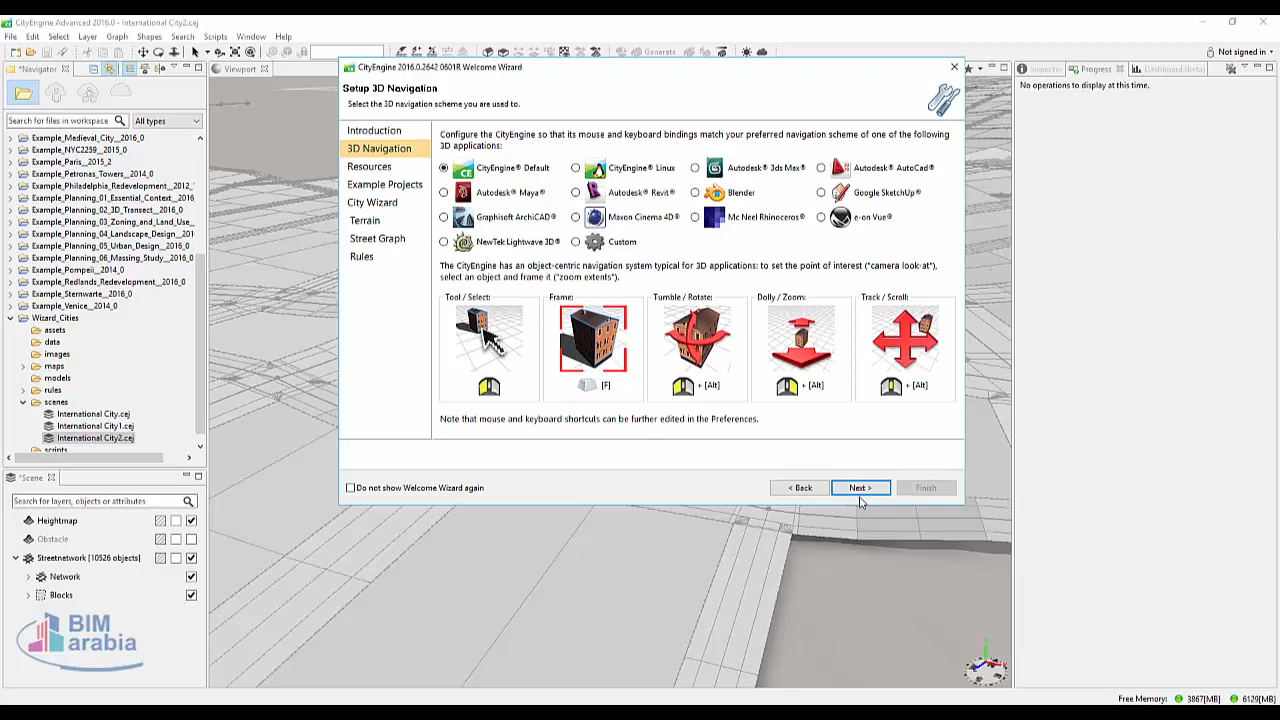 CityEngine Advanced 2016.0 - International City2.cej
File Edit Select Layer Graph Shapes Search Scripts Window Help
Generate
Not signed in
*Navigator
Viewport
Inspector
Progress
Dashboard (beta)
No operations to display at this time.
Search for files in workspace
All types
Example_Medieval_City__2016_0
Example_NYC2259__2015_0
Example_Paris__2015_2
Example_Petronas_Towers__2014_0
Example_Philadelphia_Redevelopment__2012_
Example_Planning_01_Essential_Context__2016
Example_Planning_02_3D_Transect__2016_0
Example_Planning_03_Zoning_and_Land_Use_
Example_Planning_04_Landscape_Design__201
Example_Planning_05_Urban_Design__2016_0
Example_Planning_06_Massing_Study__2016_0
Example_Pompeii__2014_0
Example_Redlands_Redevelopment__2016_0
Example_Sternwarte__2016_0
Example_Venice__2014_0
Wizard_Cities
assets
data
images
maps
models
rules
scenes
International City.cej
International City1.cej
International City2.cej
scripts
*Scene
Search for layers, objects or attributes
Heightmap
Obstacle
Streetnetwork [10526 objects]
Network
Blocks
BIM
arabia
CityEngine 2016.0.2642 0601R Welcome Wizard
Setup 3D Navigation
Select the 3D navigation scheme you are used to.
Introduction
3D Navigation
Resources
Example Projects
City Wizard
Terrain
Street Graph
Rules
Configure the CityEngine so that its mouse and keyboard bindings match your preferred navigation scheme of one of the following
3D applications:
CityEngine® Default
CityEngine® Linux
Autodesk® 3ds Max®
Autodesk® AutoCad®
Autodesk® Maya®
Autodesk® Revit®
Blender
Google SketchUp®
Graphisoft ArchiCAD®
Maxon Cinema 4D®
Mc Neel Rhinoceros®
e-on Vue®
NewTek Lightwave 3D®
Custom
The CityEngine has an object-centric navigation system typical for 3D applications: to set the point of interest ("camera look-at"),
select an object and frame it ("zoom extents").
Tool / Select:
Frame:
Tumble / Rotate:
Dolly / Zoom:
Track / Scroll:
[F]
+ [Alt]
+ [Alt]
+ [Alt]
Note that mouse and keyboard shortcuts can be further edited in the Preferences.
Do not show Welcome Wizard again
< Back
Next >
Finish
CE
Free Memory: 3867[MB] 6129[MB]